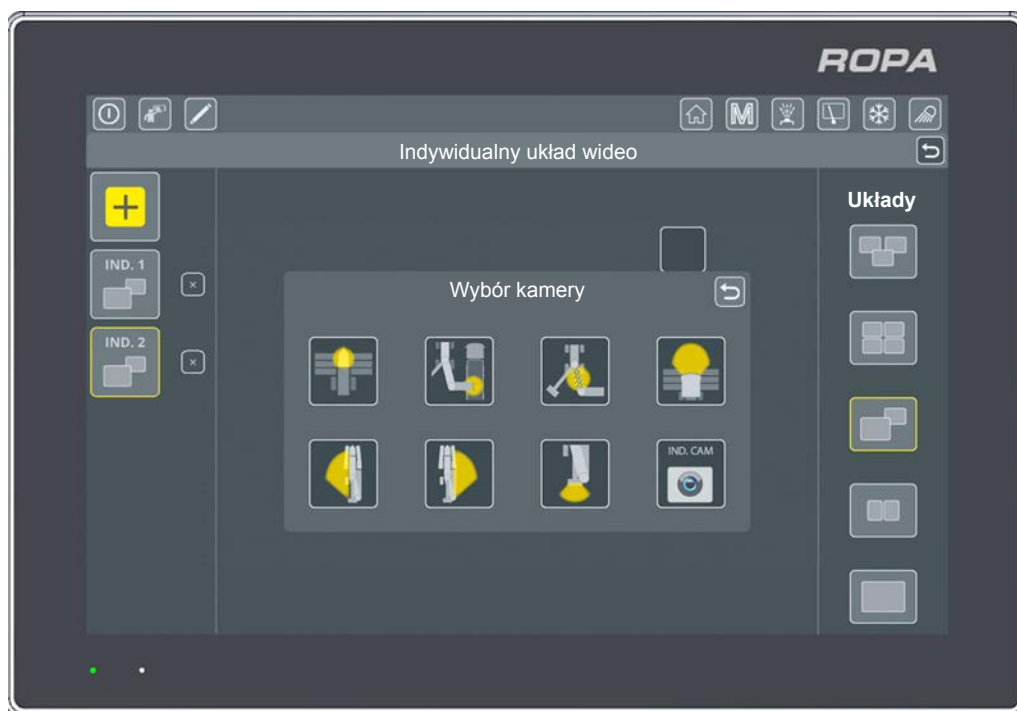 ROPA
M
Indywidualny układ wideo
Układy
IND. 1
IND. 2
Wybór kamery
IND. CAM